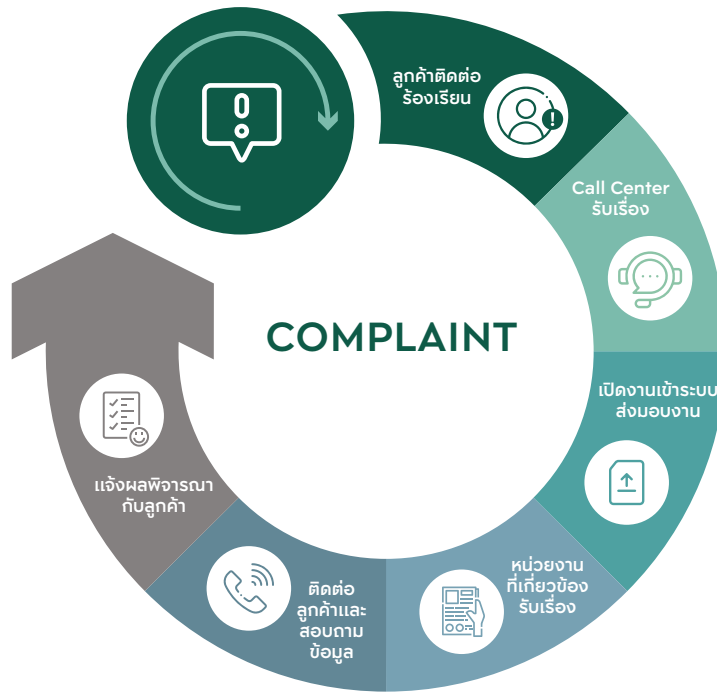 ลูกค้าติดต่อ
ร้องเรียน
Call Center
รับเรื่อง
COMPLAINT
เปิดงานเข้าระบบ
ส่งมอบงาน
หน่วยงาน
ที่เกี่ยวข้อง
รับเรื่อง
ติดต่อ
ลูกค้าและ
สอบถาม
ข้อมูล
แจ้งผลพิจารณา
กับลูกค้า